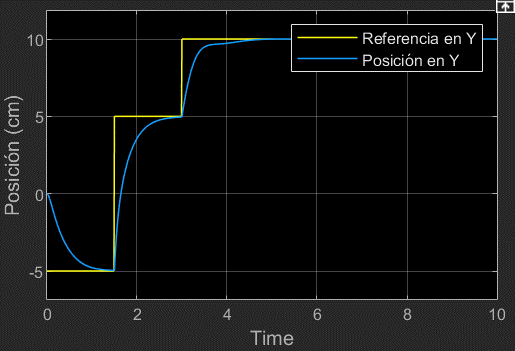 Referencia en Y
Posición en Y
Posición (cm)
10
5
0
-5
0 2 4 6 8 10
Time